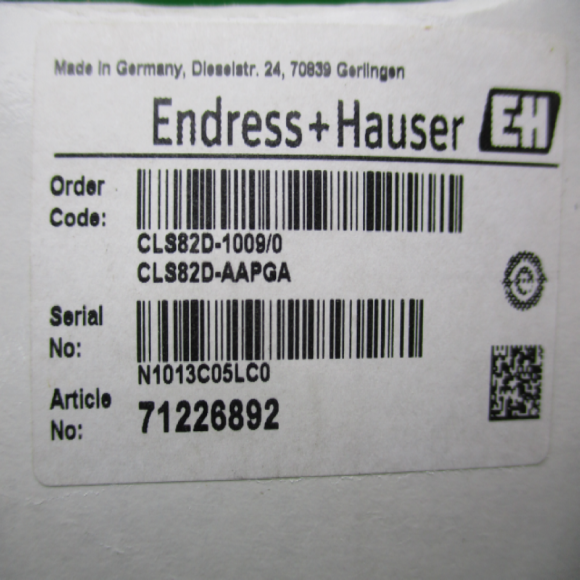 Made in Germany, Dieselstr. 24, 70839 Gerlingen
Endress+Hauser EH
Order
Code:
CLS82D-1009/0
CLS82D-AAPGA
Serial
No:
N1013C05LC0
Article
No:
71226892